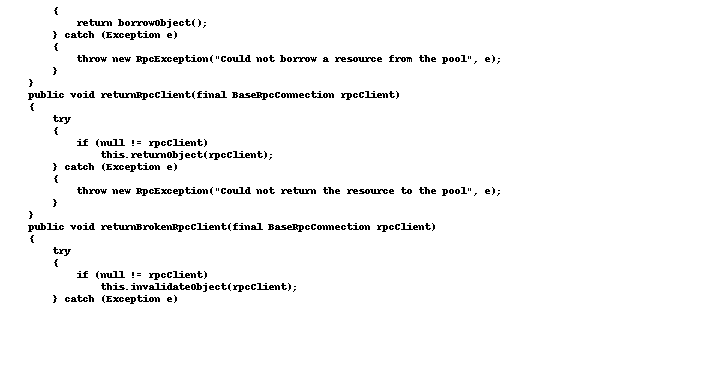 {
        return borrowObject();
    } catch (Exception e)
    {
        throw new RpcException("Could not borrow a resource from the pool", e);
    }
}
public void returnRpcClient(final BaseRpcConnection rpcClient)
{
    try
    {
        if (null != rpcClient)
            this.returnObject(rpcClient);
    } catch (Exception e)
    {
        throw new RpcException("Could not return the resource to the pool", e);
    }
}
public void returnBrokenRpcClient(final BaseRpcConnection rpcClient)
{
    try
    {
        if (null != rpcClient)
            this.invalidateObject(rpcClient);
    } catch (Exception e)